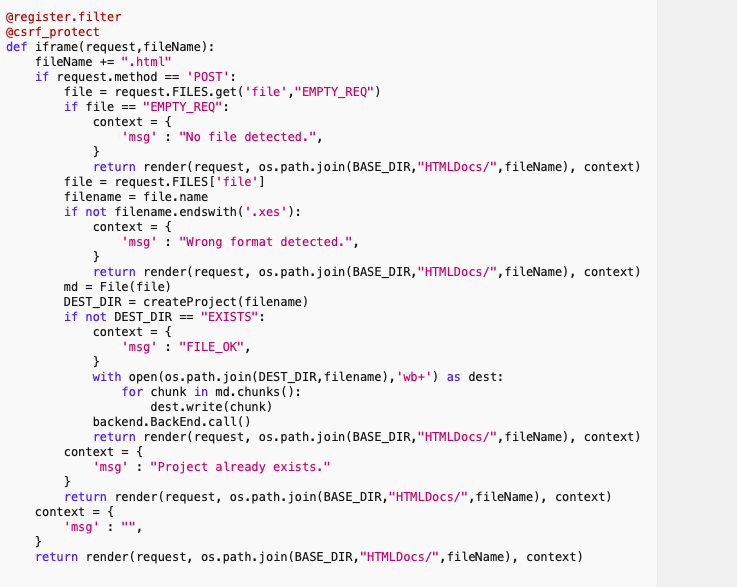 @register.filter
@csrf_protect
def iframe(request,fileName):
    fileName += ".html"
    if request.method == 'POST':
        file = request.FILES.get('file',"EMPTY_REQ")
        if file == "EMPTY_REQ":
            context = {
                'msg' : "No file detected.",
            }
            return render(request, os.path.join(BASE_DIR,"HTMLDocs/",fileName), context)
        file = request.FILES['file']
        filename = file.name
        if not filename.endswith('.xes'):
            context = {
                'msg' : "Wrong format detected.",
            }
            return render(request, os.path.join(BASE_DIR,"HTMLDocs/",fileName), context)
        md = File(file)
        DEST_DIR = createProject(filename)
        if not DEST_DIR == "EXISTS":
            context = {
                'msg' : "FILE_OK",
            }
            with open(os.path.join(DEST_DIR,filename),'wb+') as dest:
                for chunk in md.chunks():
                    dest.write(chunk)
            backend.BackEnd.call()
            return render(request, os.path.join(BASE_DIR,"HTMLDocs/",fileName), context)
        context = {
            'msg' : "Project already exists."
        }
        return render(request, os.path.join(BASE_DIR,"HTMLDocs/",fileName), context)
    context = {
        'msg' : "",
    }
    return render(request, os.path.join(BASE_DIR,"HTMLDocs/",fileName), context)